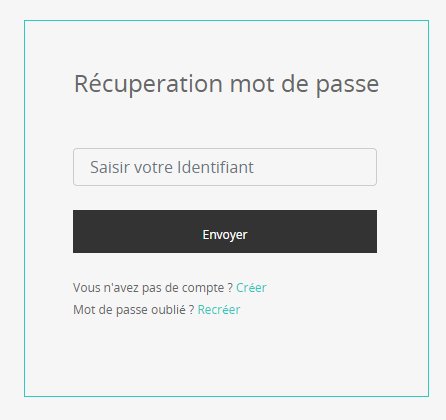 Récuperation mot de passe
Saisir votre Identifiant
Envoyer
Vous n'avez pas de compte ? Créer
Mot de passe oublié ? Recréer